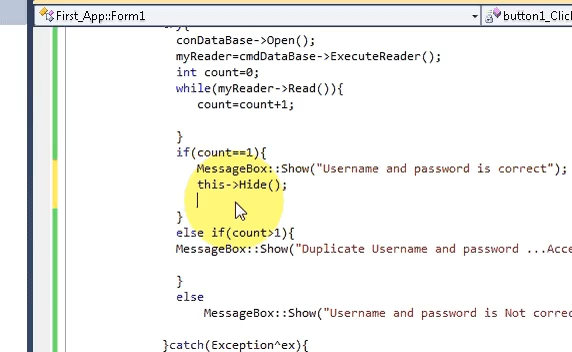 First_App::Form1
button1_Click
conDataBase->Open();
myReader=cmdDataBase->ExecuteReader();
int count=0;
while(myReader->Read()){
count=count+1;
}
if(count==1){
MessageBox::Show("Username and password is correct");
this->Hide();
}
else if(count>1){
MessageBox::Show("Duplicate Username and password ...Acce
}
else
MessageBox::Show("Username and password is Not correc
}catch(Exception^ex){